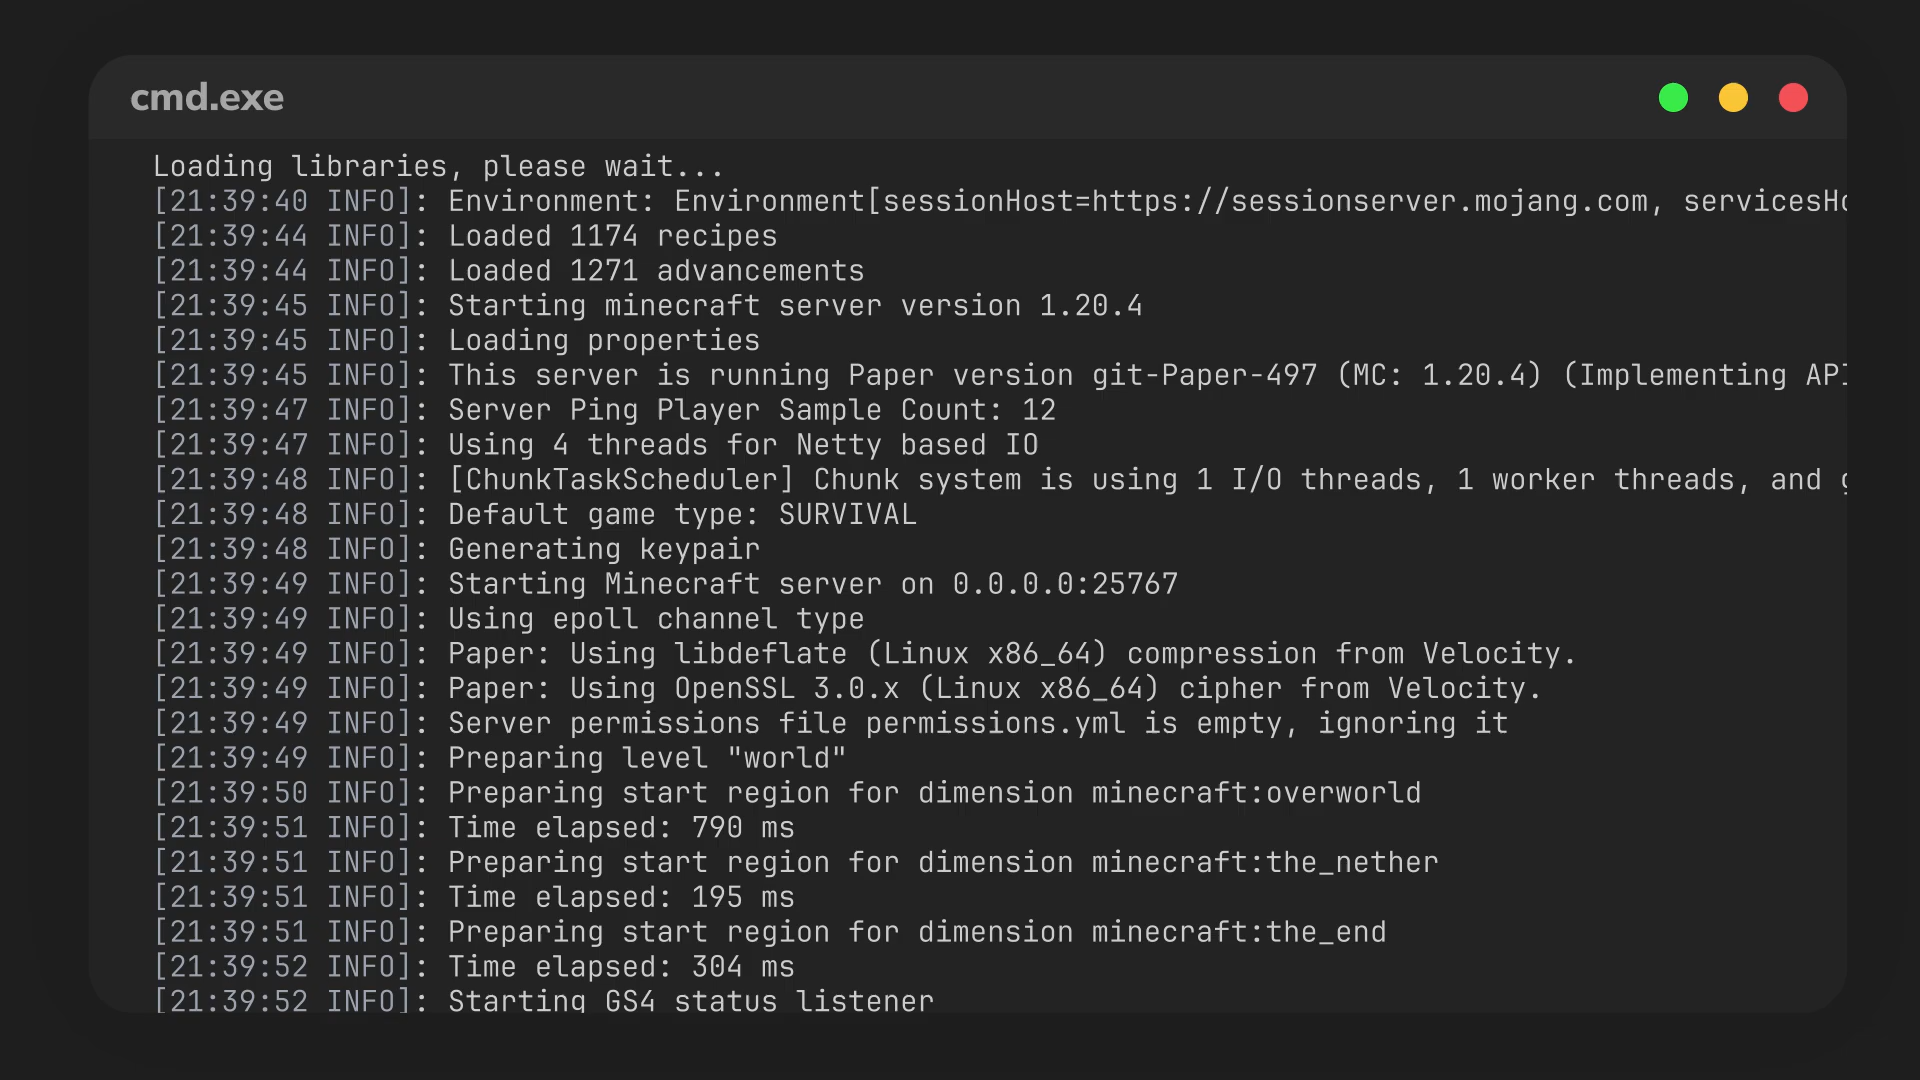 cmd.exe
Loading libraries, please wait...
[21:39:40 INFO]: Environment: Environment[sessionHost=https://sessionserver.mojang.com,
[21:39:44 INFO]: Loaded 1174 recipes
[21:39:44 INFO]: Loaded 1271 advancements
[21:39:45 INFO]: Starting minecraft server version 1.20.4
[21:39:45 INFO]: Loading properties
[21:39:45 INFO]: This server is running Paper version git-Paper-497 (MC: 1.20.4) (Implementing API
[21:39:47 INFO]: Server Ping Player Sample Count: 12
[21:39:47 INFO]: Using 4 threads for Netty based IO
[21:39:48 INFO]: [ChunkTaskScheduler] Chunk system is using 1 I/O threads, 1 worker threads, and
[21:39:48 INFO]: Default game type: SURVIVAL
[21:39:48 INFO]: Generating keypair
[21:39:49 INFO]: Starting Minecraft server on 0.0.0.0:25767
[21:39:49 INFO]: Using epoll channel type
[21:39:49 INFO]: Paper: Using libdeflate (Linux x86_64) compression from Velocity.
[21:39:49 INFO]: Paper: Using OpenSSL 3.0.x (Linux x86_64) cipher from Velocity.
[21:39:49 INFO]: Server permissions file permissions.yml is empty, ignoring it
[21:39:49 INFO]: Preparing level "world"
[21:39:50 INFO]: Preparing start region for dimension minecraft:overworld
[21:39:51 INFO]: Time elapsed: 790 ms
[21:39:51 INFO]: Preparing start region for dimension minecraft:the_nether
[21:39:51 INFO]: Time elapsed: 195 ms
[21:39:51 INFO]: Preparing start region for dimension minecraft:the_end
[21:39:52 INFO]: Time elapsed: 304 ms
[21:39:52 INFO]: Starting GS4 status listener